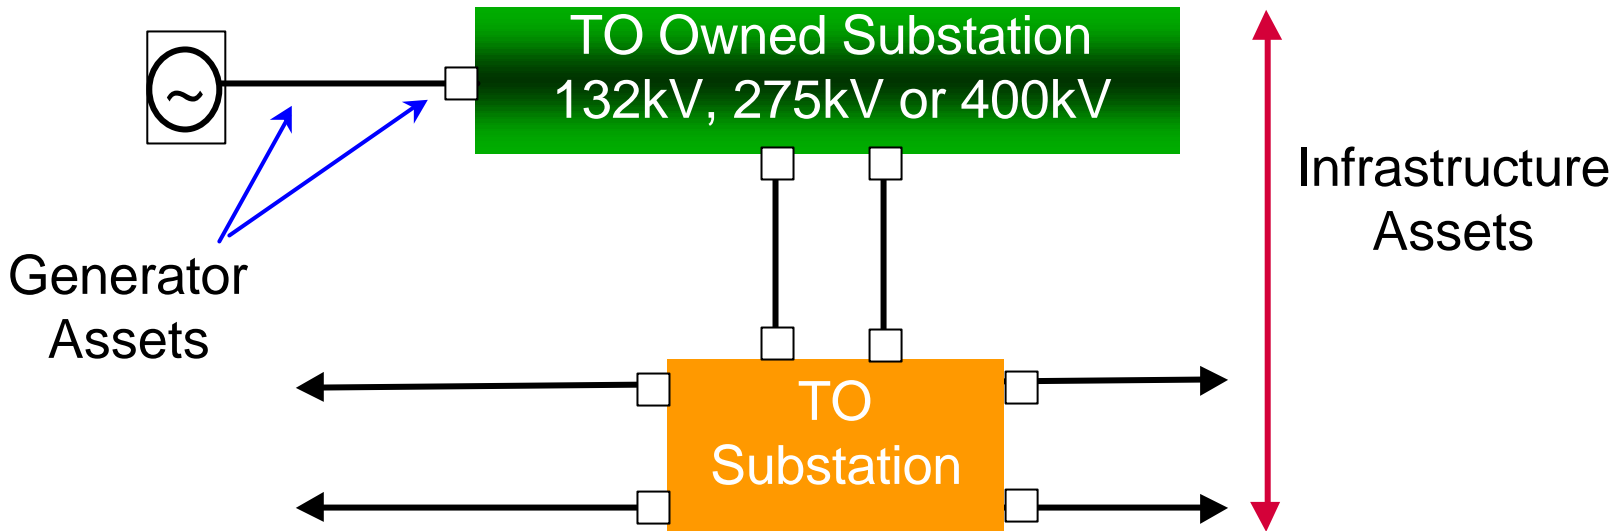 TO Owned Substation
132kV, 275kV or 400kV
~
Infrastructure
Assets
Generator
Assets
TO
Substation